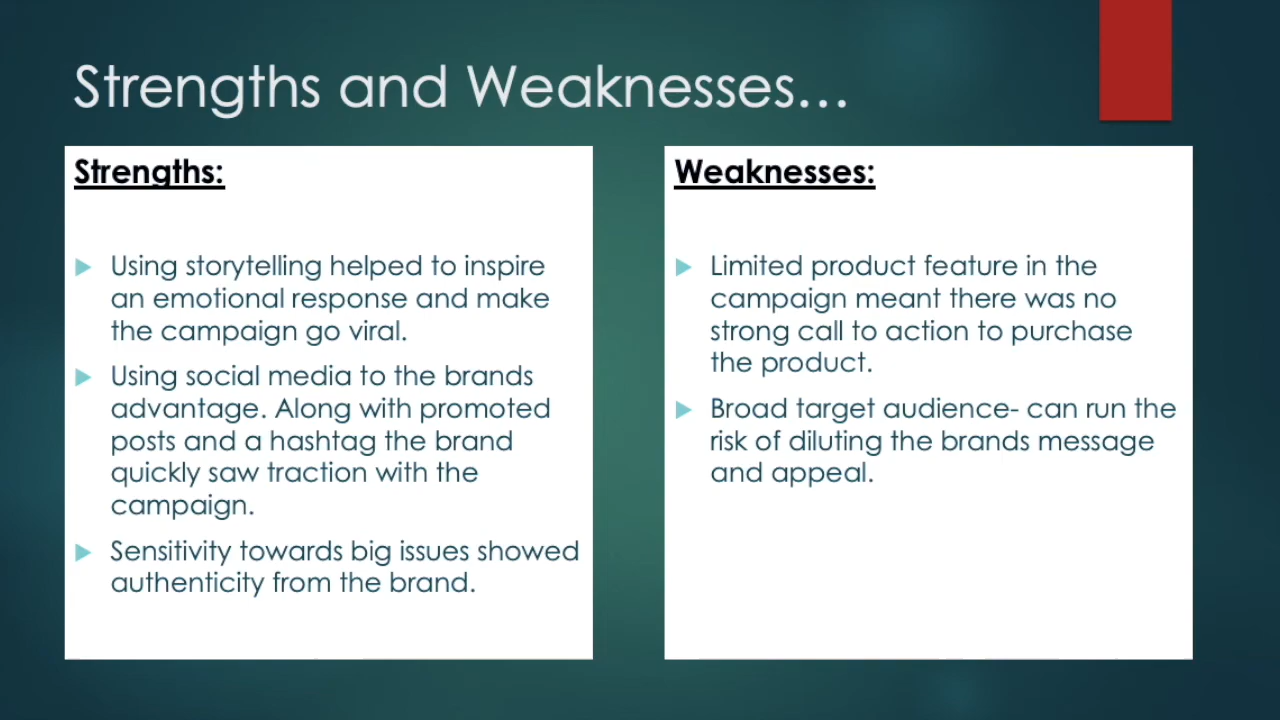 Strengths and Weaknesses...
Strengths:
Using storytelling helped to inspire
an emotional response and make
the campaign go viral.
Using social media to the brands
advantage. Along with promoted
posts and a hashtag the brand
quickly saw traction with the
campaign.
Sensitivity towards big issues showed
authenticity from the brand.
Weaknesses:
Limited product feature in the
campaign meant there was no
strong call to action to purchase
the product.
Broad target audience- can run the
risk of diluting the brands message
and appeal.